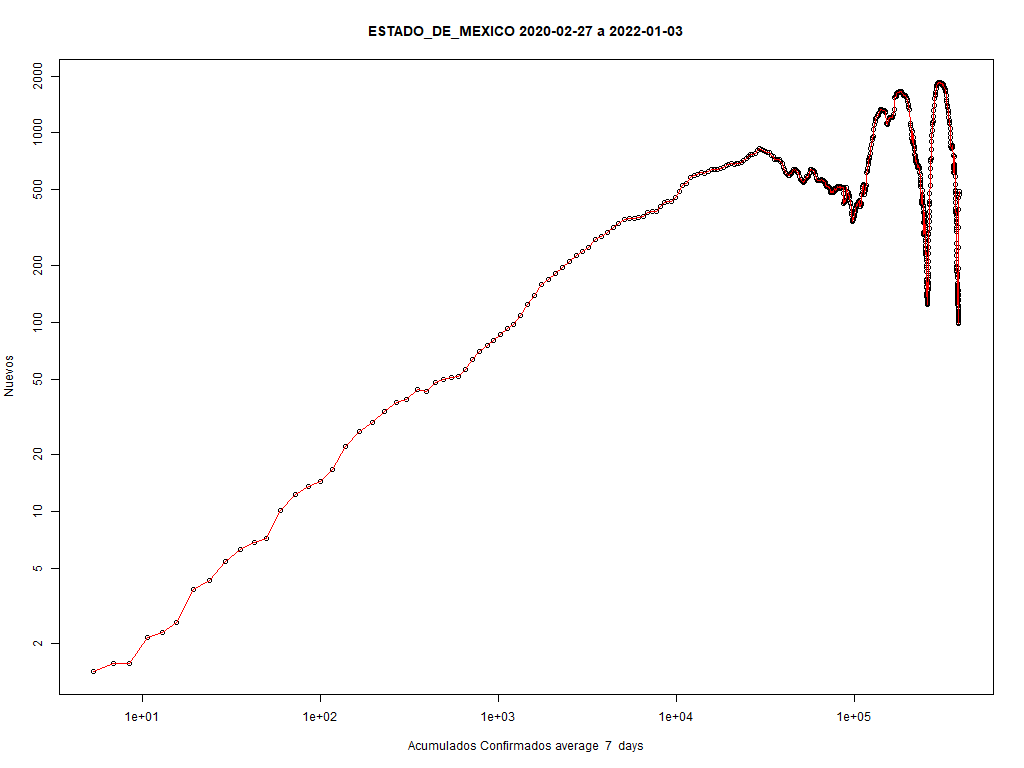 ESTADO_DE_MEXICO 2020-02-27 a 2022-01-03
2000
1000
500
200
100
50
20
10
5
2
Nuevos
1e+01 1e+02 1e+03 1e+04 1e+05
Acumulados Confirmados average 7 days